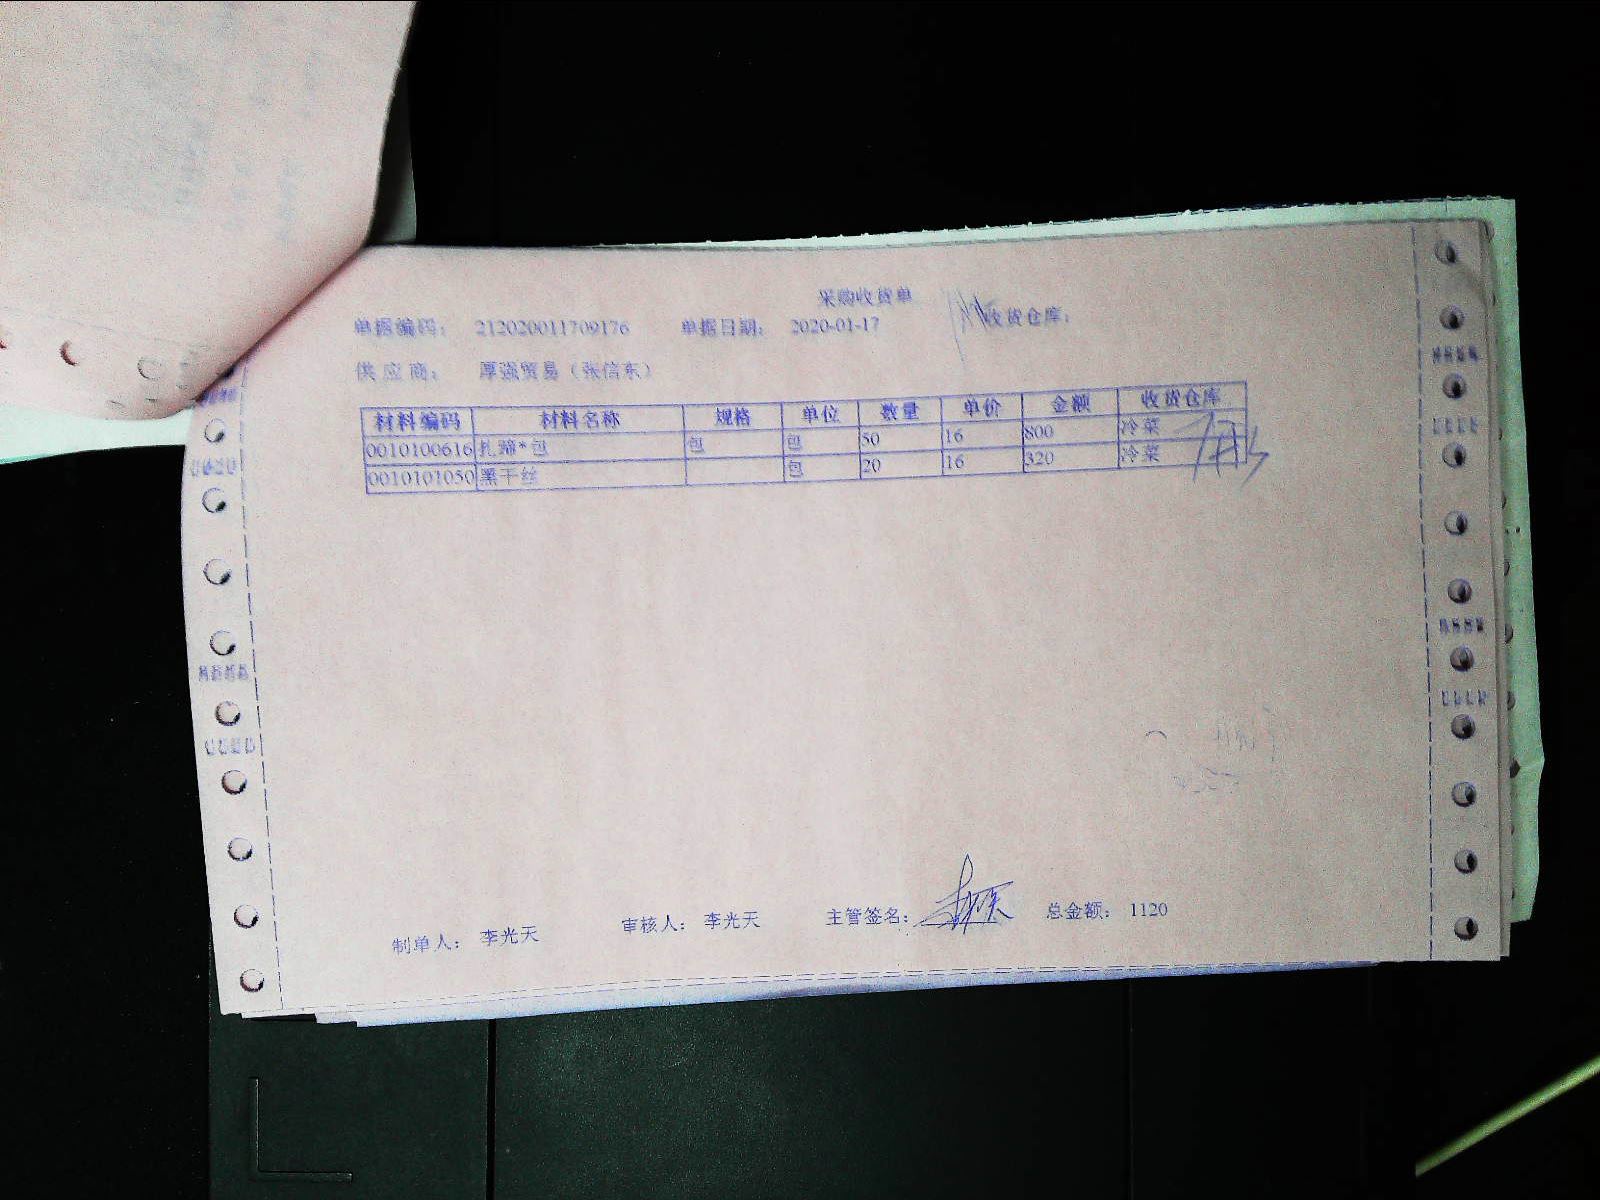 采购收货单
单据编码： 212020011709176 单据日期： 2020-01-17 收货仓库：
供应商： 厚强贸易（张信东）
材料编码 材料名称 规格 单位 数量 单价 金额 收货仓库
0010100616 扎蹄*包 包 包 50 16 800 冷菜
0010101050 黑干丝 包 20 16 320 冷菜
制单人： 李光天 审核人： 李光天 主管签名： 总金额： 1120